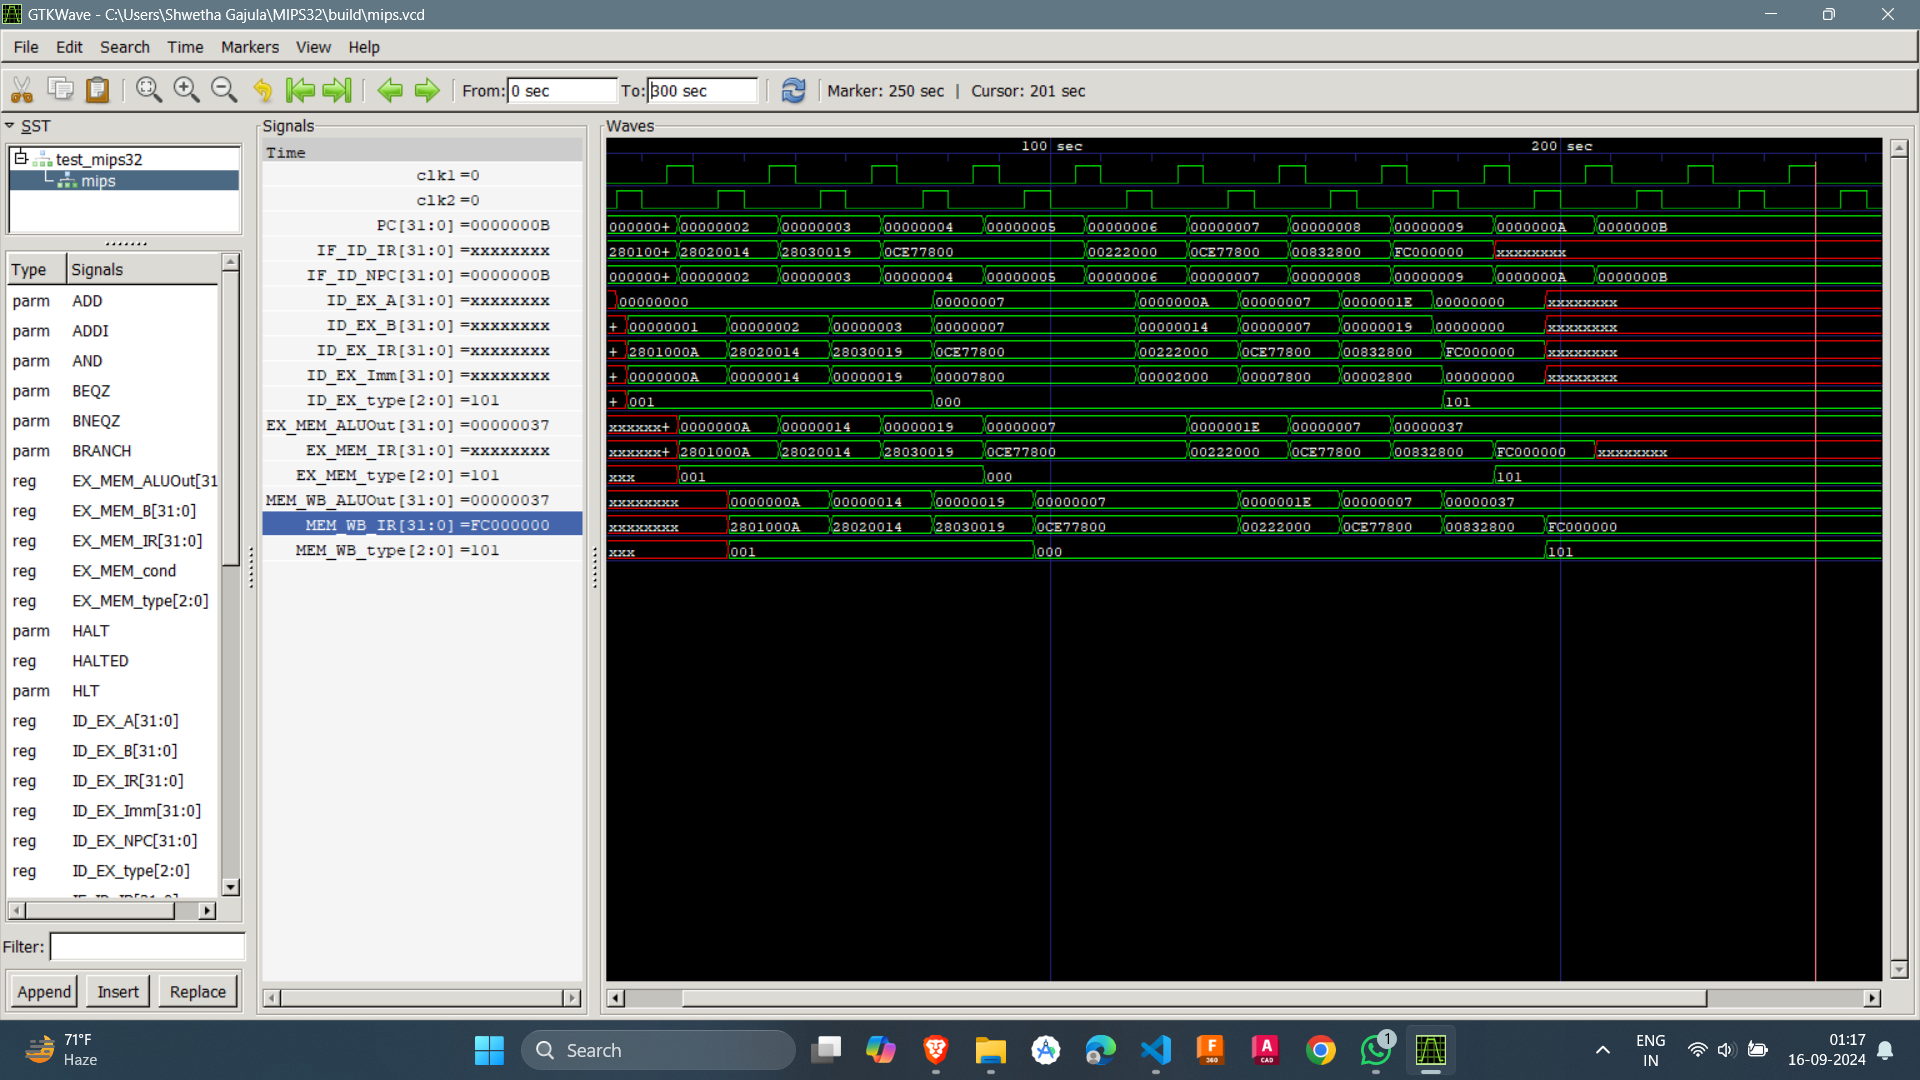 GTKWave - C:\Users\Shwetha Gajula\MIPS32\build\mips.vcd
File Edit Search Time Markers View Help
From: 0 sec To: 300 sec Marker: 250 sec | Cursor: 201 sec
SST
test_mips32
mips
Type Signals
parm ADD
parm ADDI
parm AND
parm BEQZ
parm BNEQZ
parm BRANCH
reg EX_MEM_ALUOut[31
reg EX_MEM_B[31:0]
reg EX_MEM_IR[31:0]
reg EX_MEM_cond
reg EX_MEM_type[2:0]
parm HALT
reg HALTED
parm HLT
reg ID_EX_A[31:0]
reg ID_EX_B[31:0]
reg ID_EX_IR[31:0]
reg ID_EX_Imm[31:0]
reg ID_EX_NPC[31:0]
reg ID_EX_type[2:0]
Filter:
Append Insert Replace
Signals
Time
clk1 =0
clk2 =0
PC[31:0] =0000000B
IF_ID_IR[31:0] =xxxxxxxx
IF_ID_NPC[31:0] =0000000B
ID_EX_A[31:0] =xxxxxxxx
ID_EX_B[31:0] =xxxxxxxx
ID_EX_IR[31:0] =xxxxxxxx
ID_EX_Imm[31:0] =xxxxxxxx
ID_EX_type[2:0] =101
EX_MEM_ALUOut[31:0] =00000037
EX_MEM_IR[31:0] =xxxxxxxx
EX_MEM_type[2:0] =101
MEM_WB_ALUOut[31:0] =00000037
MEM_WB_IR[31:0] =FC000000
MEM_WB_type[2:0] =101
Waves
100 sec 200 sec
000000+ 00000002 00000003 00000004 00000005 00000006 00000007 00000008 00000009 0000000A 0000000B
280100+ 28020014 28030019 0CE77800 00222000 0CE77800 00832800 FC000000 xxxxxxxx
000000+ 00000002 00000003 00000004 00000005 00000006 00000007 00000008 00000009 0000000A 0000000B
00000000 00000007 0000000A 00000007 0000001E 00000000 xxxxxxxx
+ 00000001 00000002 00000003 00000007 00000014 00000007 00000019 00000000 xxxxxxxx
+ 2801000A 28020014 28030019 0CE77800 00222000 0CE77800 00832800 FC000000 xxxxxxxx
+ 0000000A 00000014 00000019 00007800 00002000 00007800 00002800 00000000 xxxxxxxx
+ 001 000 101
xxxxxx+ 0000000A 00000014 00000019 00000007 0000001E 00000007 00000037
xxxxxx+ 2801000A 28020014 28030019 0CE77800 00222000 0CE77800 00832800 FC000000 xxxxxxxx
xxx 001 000 101
xxxxxxxx 0000000A 00000014 00000019 00000007 0000001E 00000007 00000037
xxxxxxxx 2801000A 28020014 28030019 0CE77800 00222000 0CE77800 00832800 FC000000
xxx 001 000 101
71°F
Haze
Search
F
360
A
CAD
1
ENG
IN
01:17
16-09-2024